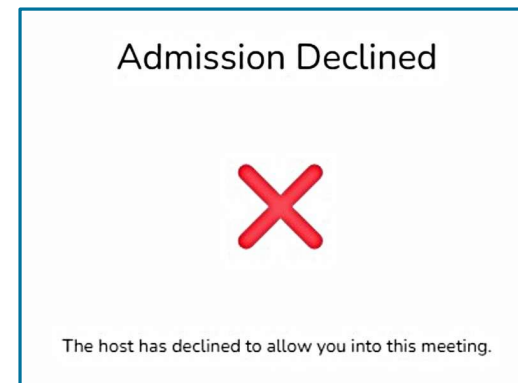 Admission Declined
The host has declined to allow you into this meeting.